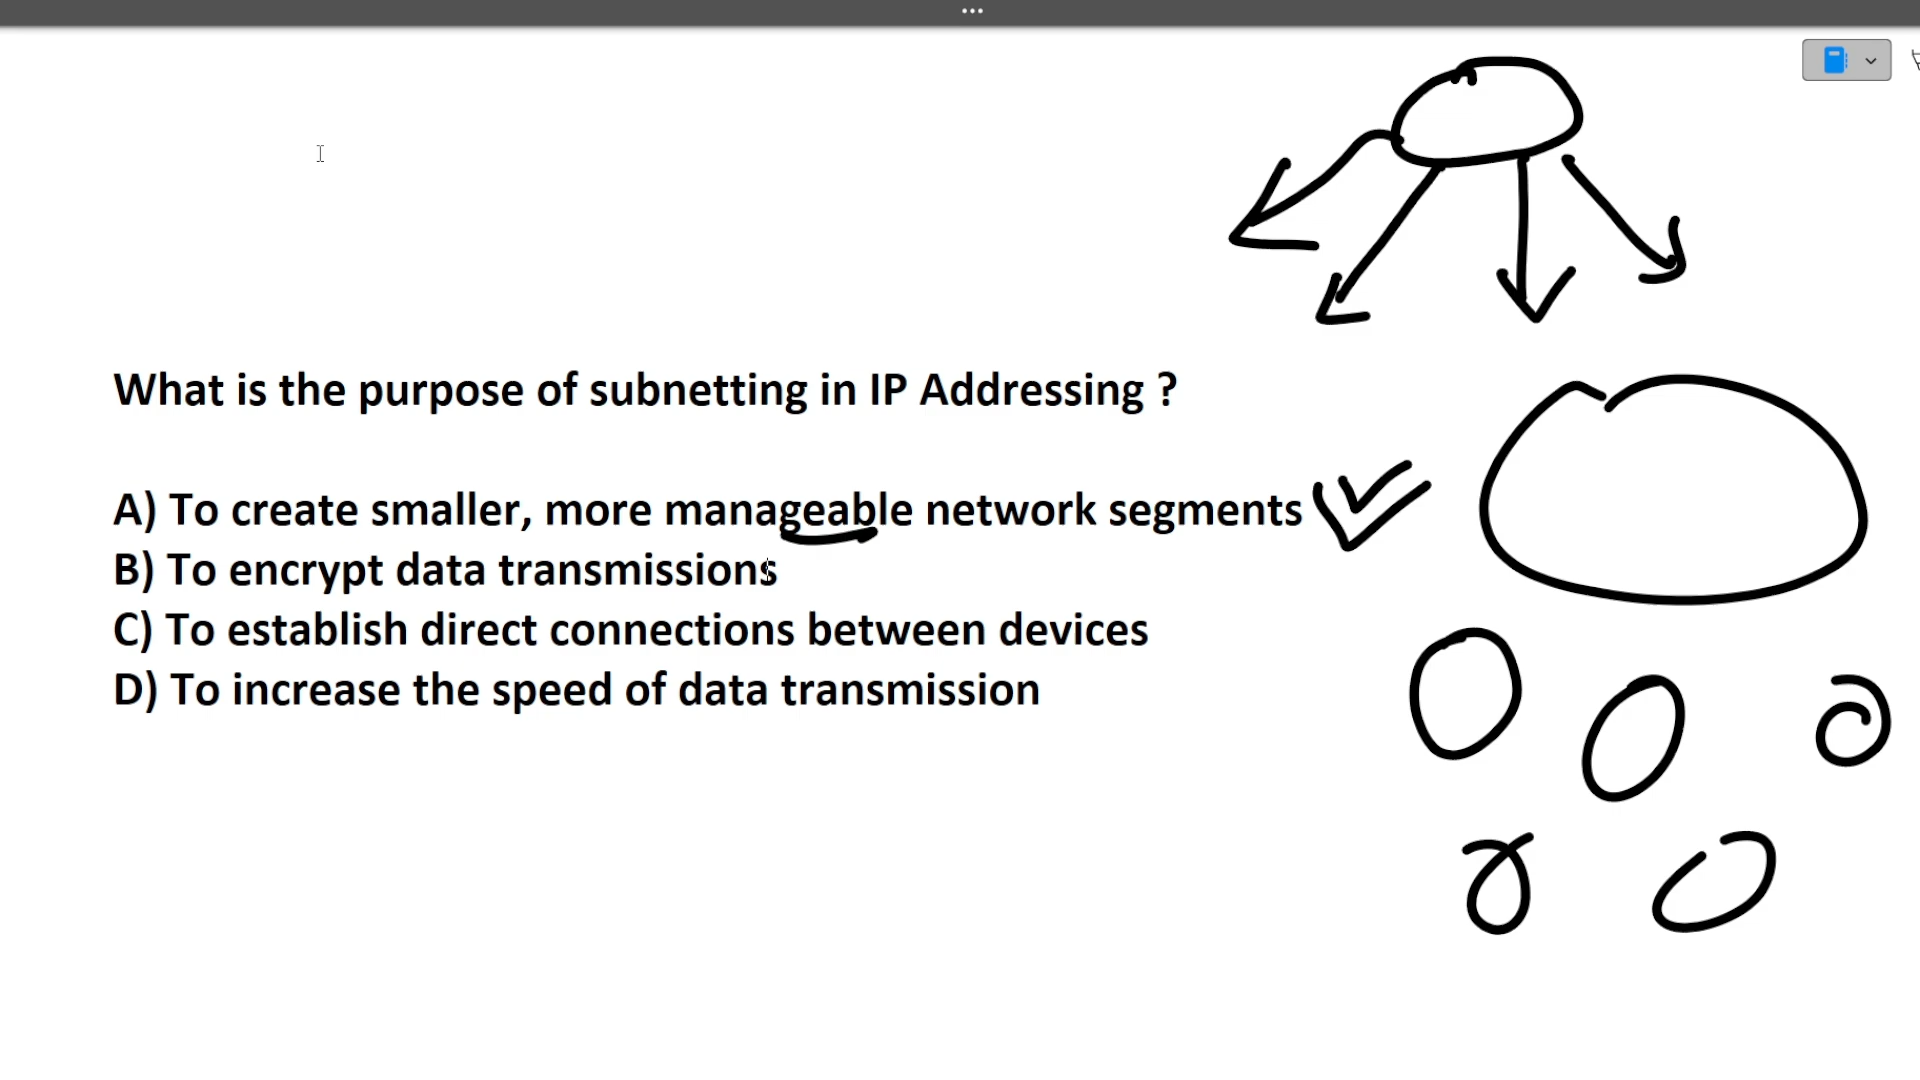 What is the purpose of subnetting in IP Addressing ?
A) To create smaller, more manageable network segments
B) To encrypt data transmissions
C) To establish direct connections between devices
D) To increase the speed of data transmission